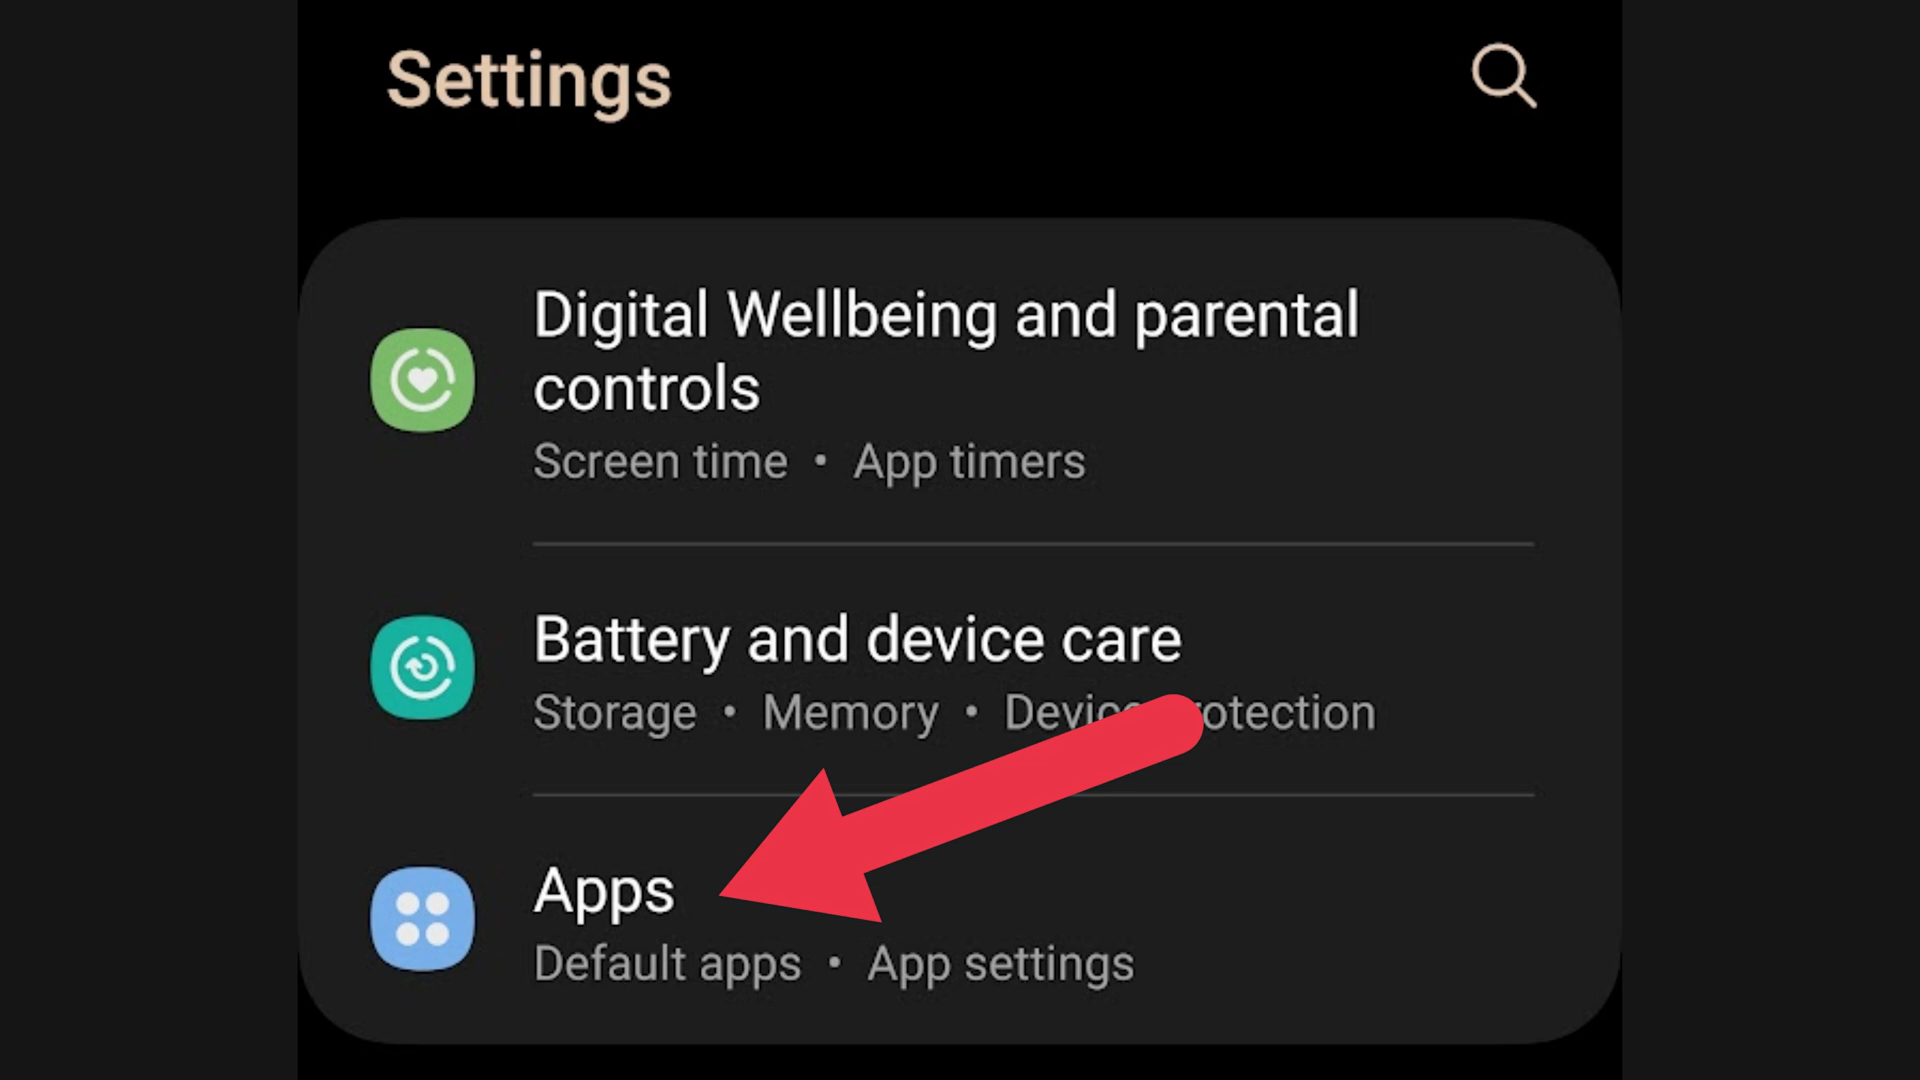 Settings
Digital Wellbeing and parental
controls
Screen time • App timers
Battery and device care
Storage • Memory •
Apps
Default apps • App settings